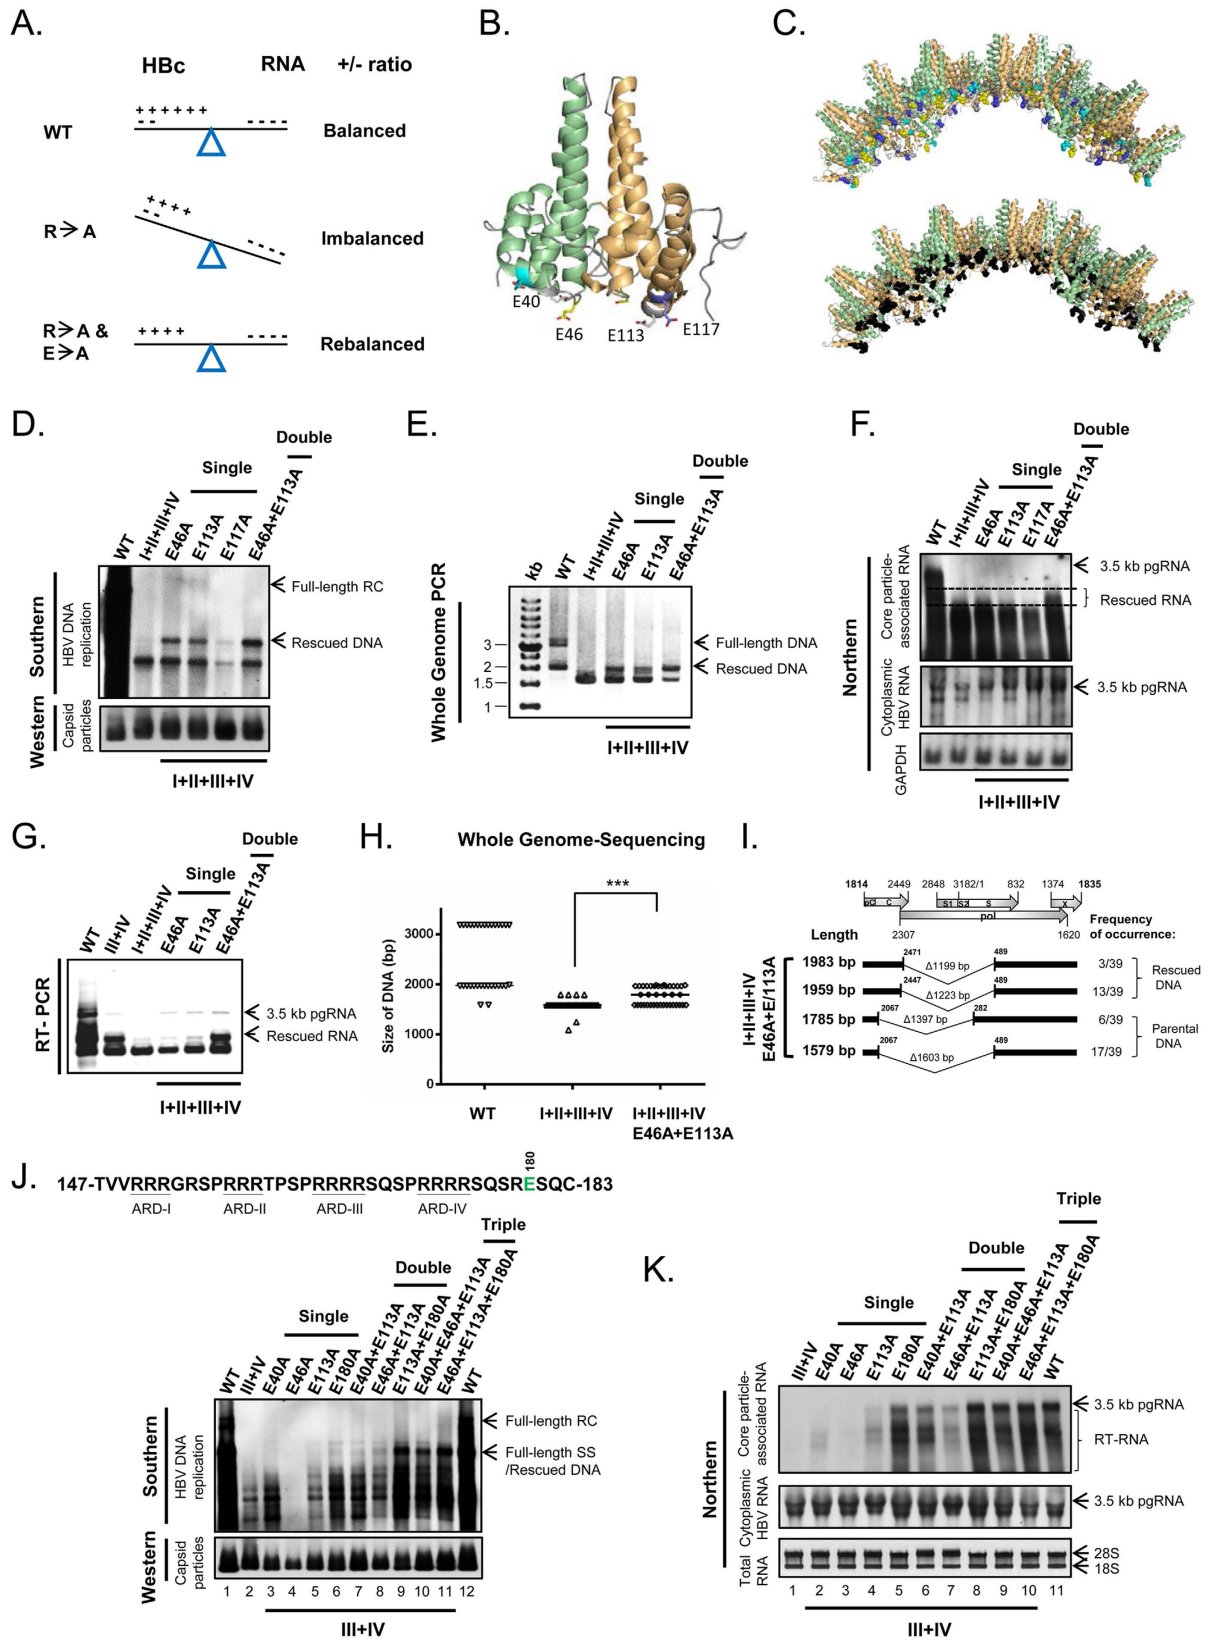 A.
HBc RNA +/- ratio
+ + + + + +
- - - - - -
WT Balanced
+ + + +
- - - - - -
R>A Imbalanced
+ + + + - - - -
R>A &
E>A
Rebalanced
B.
E40
E46
E113
E117
C.
D.
Double
Single
WT
I+II+III+IV
E46A
E113A
E117A
E46A+E113A
Southern
HBV DNA
replication
Full-length RC
Rescued DNA
Western
Capsid
particles
I+II+III+IV
E.
Double
Single
kb
WT
I+II+III+IV
E46A
E113A
E46A+E113A
Whole Genome PCR
3
2
1.5
1
Full-length DNA
Rescued DNA
I+II+III+IV
F.
Double
Single
WT
I+II+III+IV
E46A
E113A
E117A
E46A+E113A
Northern
Core particle-
associated RNA
3.5 kb pgRNA
Rescued RNA
Cytoplasmic
HBV RNA
3.5 kb pgRNA
GAPDH
I+II+III+IV
G.
Double
Single
WT
III+IV
I+II+III+IV
E46A
E113A
E46A+E113A
RT- PCR
3.5 kb pgRNA
Rescued RNA
I+II+III+IV
H.
Whole Genome-Sequencing
***
Size of DNA (bp)
3000
2000
1000
0
WT
I+II+III+IV
I+II+III+IV
E46A+E113A
I.
1814 2449 2848 3182/1 832 1374 1835
pC C S1 S2 S X
pol
2307 1620
Length
Frequency
of occurrence:
I+II+III+IV
E46A+E/113A
1983 bp 2471 Δ1199 bp 489 3/39
1959 bp 2447 Δ1223 bp 489 13/39
Rescued
DNA
1785 bp 2067 Δ1397 bp 282 6/39
1579 bp 2067 Δ1603 bp 489 17/39
Parental
DNA
J.
180
147-TVVRRRGRSPRRRTPSPRRRRSQSPRRRRSQSRESQC-183
ARD-I ARD-II ARD-III ARD-IV
Triple
Double
Single
WT
III+IV
E40A
E46A
E113A
E180A
E40A+E113A
E46A+E113A
E113A+E180A
E40A+E46A+E113A
E46A+E113A+E180A
WT
Southern
HBV DNA
replication
Full-length RC
Full-length SS
/Rescued DNA
Western
Capsid
particles
1 2 3 4 5 6 7 8 9 10 11 12
III+IV
K.
Triple
Double
Single
III+IV
E40A
E46A
E113A
E180A
E40A+E113A
E46A+E113A
E113A+E180A
E40A+E46A+E113A
E46A+E113A+E180A
WT
Northern
Core particle-
associated RNA
3.5 kb pgRNA
RT-RNA
Cytoplasmic
HBV RNA
3.5 kb pgRNA
Total
RNA
28S
18S
1 2 3 4 5 6 7 8 9 10 11
III+IV